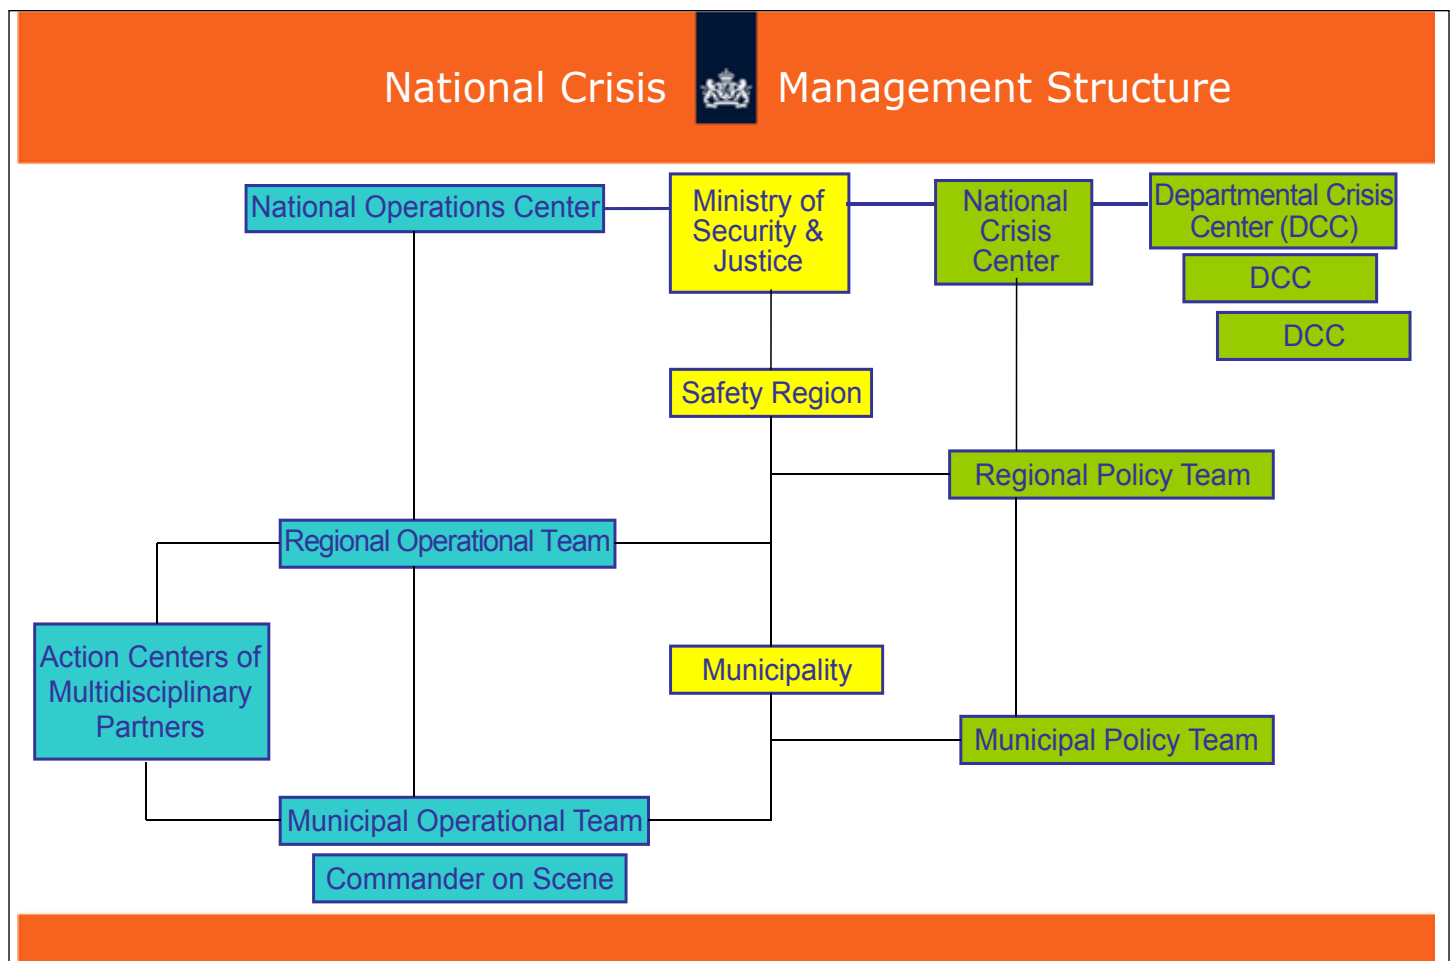 National Crisis Management Structure
National Operations Center
Ministry of
Security &
Justice
National
Crisis
Center
Departmental Crisis
Center (DCC)
DCC
DCC
Safety Region
Regional Policy Team
Regional Operational Team
Action Centers of
Multidisciplinary
Partners
Municipality
Municipal Policy Team
Municipal Operational Team
Commander on Scene